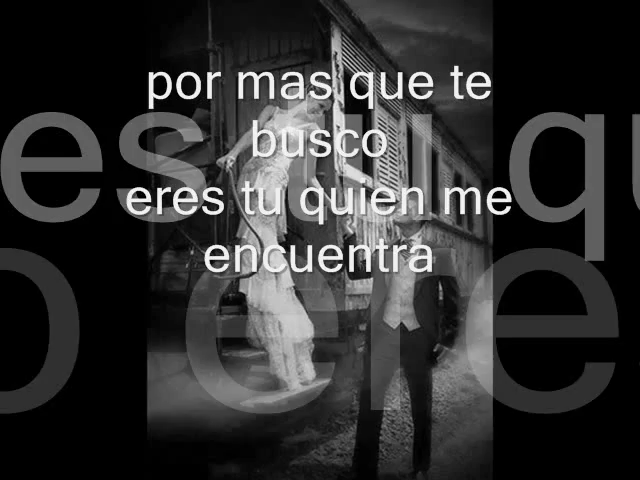 por mas que te
busco
eres tu quien me
encuentra